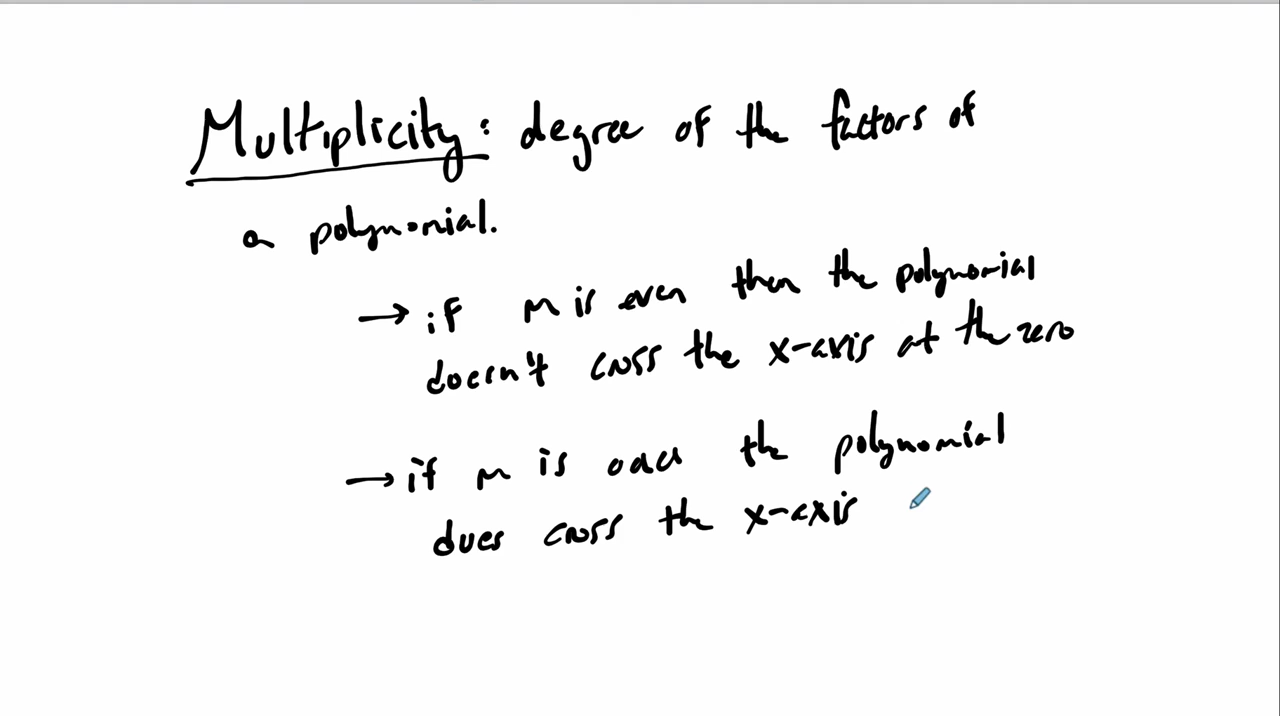 Multiplicity: degree of the factors of
a polynomial.
→ if m is even then the polynomial
doesn't cross the x-axis at the zero
→ if m is odd the polynomial
does cross the x-axis